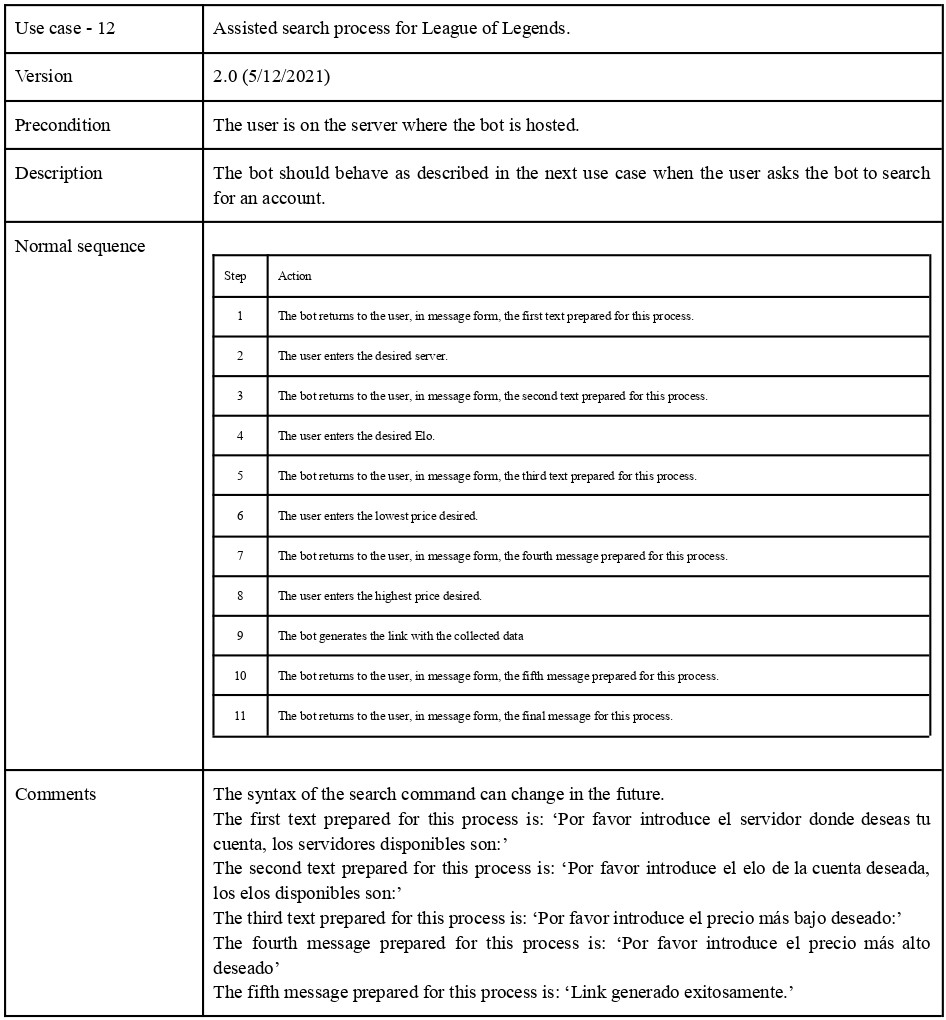 Use case - 12
Assisted search process for League of Legends.
Version
2.0 (5/12/2021)
Precondition
The user is on the server where the bot is hosted.
Description
The bot should behave as described in the next use case when the user asks the bot to search
for an account.
Normal sequence
Step
Action
1
The bot returns to the user, in message form, the first text prepared for this process.
2
The user enters the desired server.
3
The bot returns to the user, in message form, the second text prepared for this process.
4
The user enters the desired Elo.
5
The bot returns to the user, in message form, the third text prepared for this process.
6
The user enters the lowest price desired.
7
The bot returns to the user, in message form, the fourth message prepared for this process.
8
The user enters the highest price desired.
9
The bot generates the link with the collected data
10
The bot returns to the user, in message form, the fifth message prepared for this process.
11
The bot returns to the user, in message form, the final message for this process.
Comments
The syntax of the search command can change in the future.
The first text prepared for this process is: ‘Por favor introduce el servidor donde deseas tu
cuenta, los servidores disponibles son:’
The second text prepared for this process is: ‘Por favor introduce el elo de la cuenta deseada,
los elos disponibles son:’
The third text prepared for this process is: ‘Por favor introduce el precio más bajo deseado:’
The fourth message prepared for this process is: ‘Por favor introduce el precio más alto
deseado’
The fifth message prepared for this process is: ‘Link generado exitosamente.’